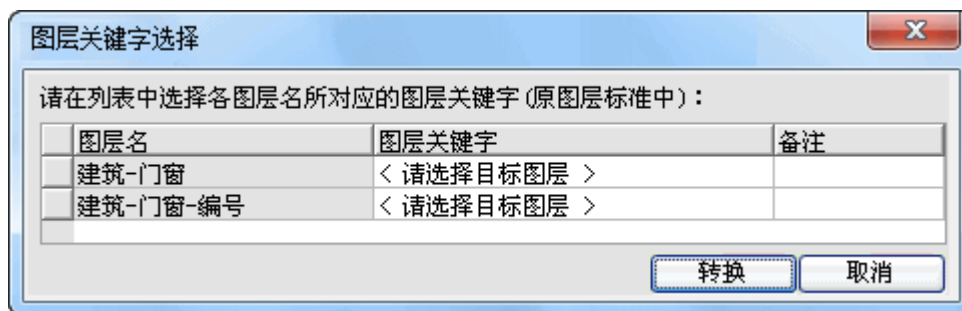 图层关键字选择
请在列表中选择各图层名所对应的图层关键字(原图层标准中):
图层名 图层关键字 备注
建筑-门窗 < 请选择目标图层 >
建筑-门窗-编号 < 请选择目标图层 >
转换 取消